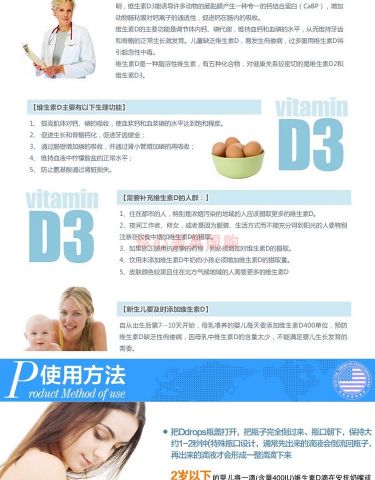 明，维生素D3能诱导许多动物的肠黏膜产生一种专一的钙结合蛋白（CaBP），增加
动物肠粘膜对钙离子的通透性，促进钙在肠内的吸收。
维生素D的主要功能是调节体内钙、磷代谢，维持血钙和血磷的水平，从而维持牙齿
和骨骼的正常生长就发育。儿童缺乏维生素D，易发生佝偻病，过多服用维生素D将
引起急性中毒。
维生素D是一种脂溶性维生素，有五种化合物，对健康关较密切的是维生素D2和
维生素D3。
【维生素D主要有以下生理功能】
1、 提高肌体对钙、磷的吸收，使血浆钙和血浆磷的水平达到饱和程度。
2、 促进生长和骨骼钙化，促进牙齿健全；
3、 通过肠壁增加磷的吸收，并通过肾小管增加磷的再吸收；
4、 维持血液中柠檬酸盐的正常水平；
5、 防止氨基酸通过肾脏损失。
vitamin
D3
vitamin
D3
【需要补充维生素D的人群：】
1、住在都市的人，特别是浓烟污染的地域的人应该摄取更多的维生素D。
2、夜间工作者、修女，或者是因为服装、生活方式而不能充分得到阳光的人要特别
注意在饮食中增加维生素D的摄取。
3、如果您正服用抗痉挛的药物，则必须增加对维生素D的摄取。
4、饮用未添加维生素D牛奶的小孩必须增加维生素D的摄取量。
5、皮肤颜色较黑且住在北方气候地域的人需要更多的维生素D
【新生儿要及时添加维生素D】
自从出生后第7--10天开始，母乳喂养的婴儿每天要添加维生素D400单位，预防
维生素D缺乏性佝偻病，因母乳中维生素D的含量太少，不能满足婴儿生长发育的
需要。
P使用方法
roduct Method of use
把Ddrops瓶盖打开，把瓶子完全倒过来、瓶口朝下，保持大
约1~2秒钟(特殊瓶口设计，通常先出来的滴液会倒流回瓶子，
再出来的滴液才会形成一整滴滴下来
2岁以下的婴儿将一滴(含量400IU)维生素D滴在安抚奶嘴或